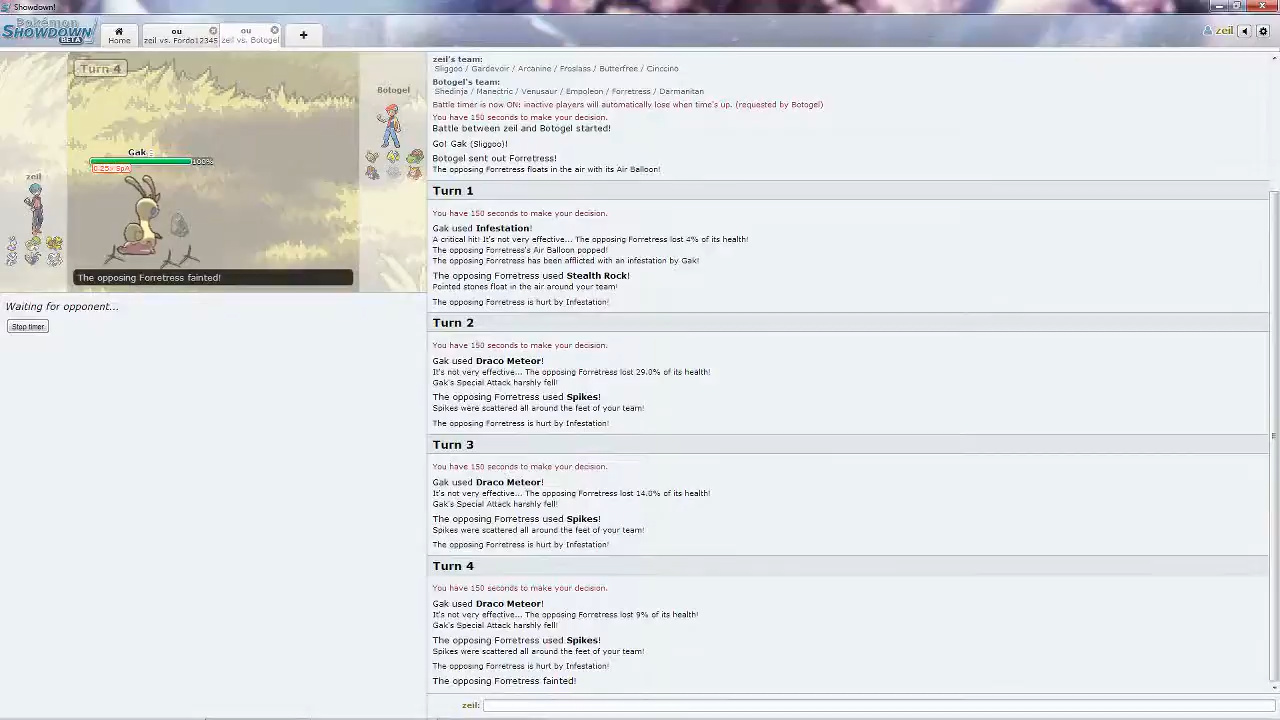 Showdown!
Pokémon
SHOWDOWN
BETA
Home
ou
zeil vs. Fordo12345
ou
zeil vs. Botogel
+
zeil
Turn 4
Botogel
Gak
100%
0.25× SpA
zeil
The opposing Forretress fainted!
Waiting for opponent...
Stop timer
zeil's team:
Sliggoo / Gardevoir / Arcanine / Froslass / Butterfree / Cinccino
Botogel's team:
Shedinja / Manectric / Venusaur / Empoleon / Forretress / Darmanitan
Battle timer is now ON: inactive players will automatically lose when time's up. (requested by Botogel)
You have 150 seconds to make your decision.
Battle between zeil and Botogel started!
Go! Gak (Sliggoo)!
Botogel sent out Forretress!
The opposing Forretress floats in the air with its Air Balloon!
Turn 1
You have 150 seconds to make your decision.
Gak used Infestation!
A critical hit! It's not very effective... The opposing Forretress lost 4% of its health!
The opposing Forretress's Air Balloon popped!
The opposing Forretress has been afflicted with an infestation by Gak!
The opposing Forretress used Stealth Rock!
Pointed stones float in the air around your team!
The opposing Forretress is hurt by Infestation!
Turn 2
You have 150 seconds to make your decision.
Gak used Draco Meteor!
It's not very effective... The opposing Forretress lost 29.0% of its health!
Gak's Special Attack harshly fell!
The opposing Forretress used Spikes!
Spikes were scattered all around the feet of your team!
The opposing Forretress is hurt by Infestation!
Turn 3
You have 150 seconds to make your decision.
Gak used Draco Meteor!
It's not very effective... The opposing Forretress lost 14.0% of its health!
Gak's Special Attack harshly fell!
The opposing Forretress used Spikes!
Spikes were scattered all around the feet of your team!
The opposing Forretress is hurt by Infestation!
Turn 4
You have 150 seconds to make your decision.
Gak used Draco Meteor!
It's not very effective... The opposing Forretress lost 9% of its health!
Gak's Special Attack harshly fell!
The opposing Forretress used Spikes!
Spikes were scattered all around the feet of your team!
The opposing Forretress is hurt by Infestation!
The opposing Forretress fainted!
zeil: